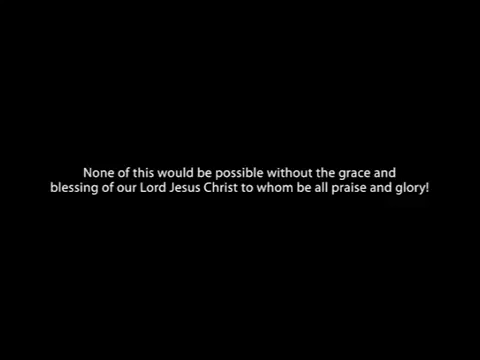 None of this would be possible without the grace and
blessing of our Lord Jesus Christ to whom be all praise and glory!